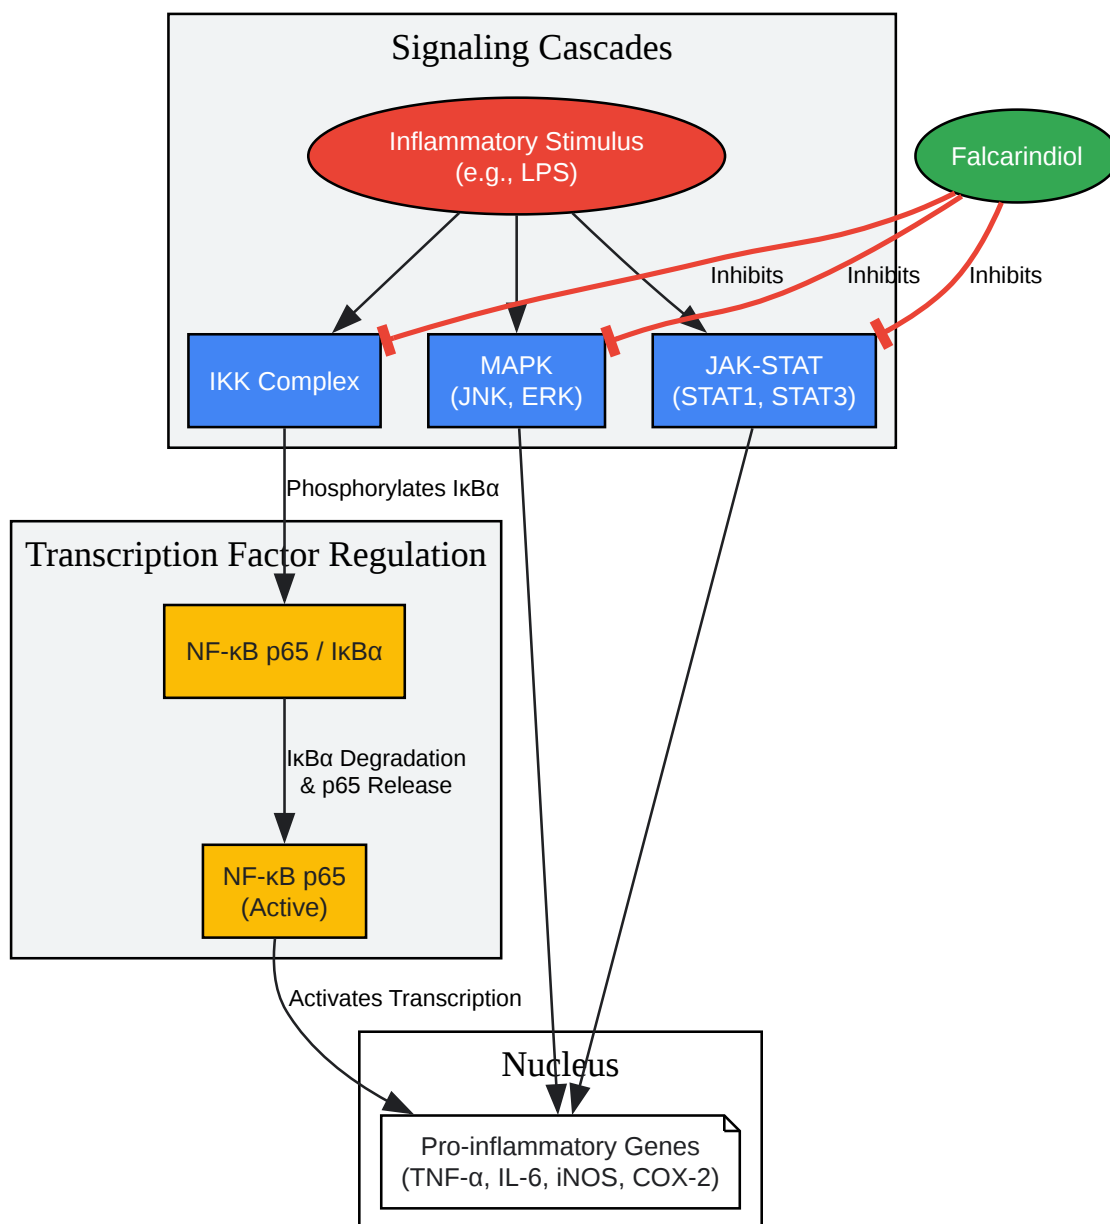 Signaling Cascades
Inflammatory Stimulus
(e.g., LPS)
Falcarindiol
Inhibits
Inhibits
Inhibits
IKK Complex
MAPK
(JNK, ERK)
JAK-STAT
(STAT1, STAT3)
Phosphorylates IκBα
Transcription Factor Regulation
NF-κB p65 / IκBα
IκBα Degradation
& p65 Release
NF-κB p65
(Active)
Activates Transcription
Nucleus
Pro-inflammatory Genes
(TNF-α, IL-6, iNOS, COX-2)